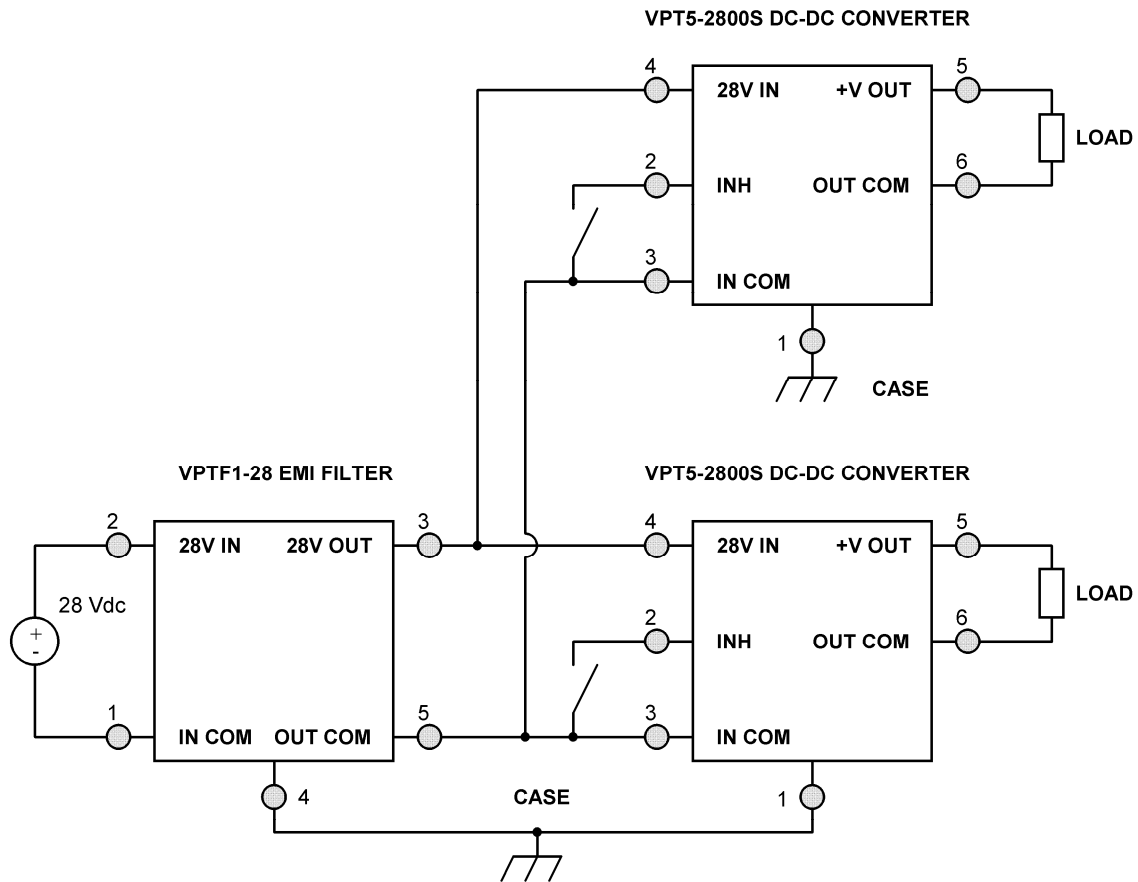 VPT5-2800S DC-DC CONVERTER
4 28V IN +V OUT 5
LOAD
2 INH OUT COM 6
3 IN COM
1
CASE
VPTF1-28 EMI FILTER VPT5-2800S DC-DC CONVERTER
2 28V IN 28V OUT 3 4 28V IN +V OUT 5
28 Vdc LOAD
+
-
2 INH OUT COM 6
1 IN COM OUT COM 5 3 IN COM
4 CASE 1